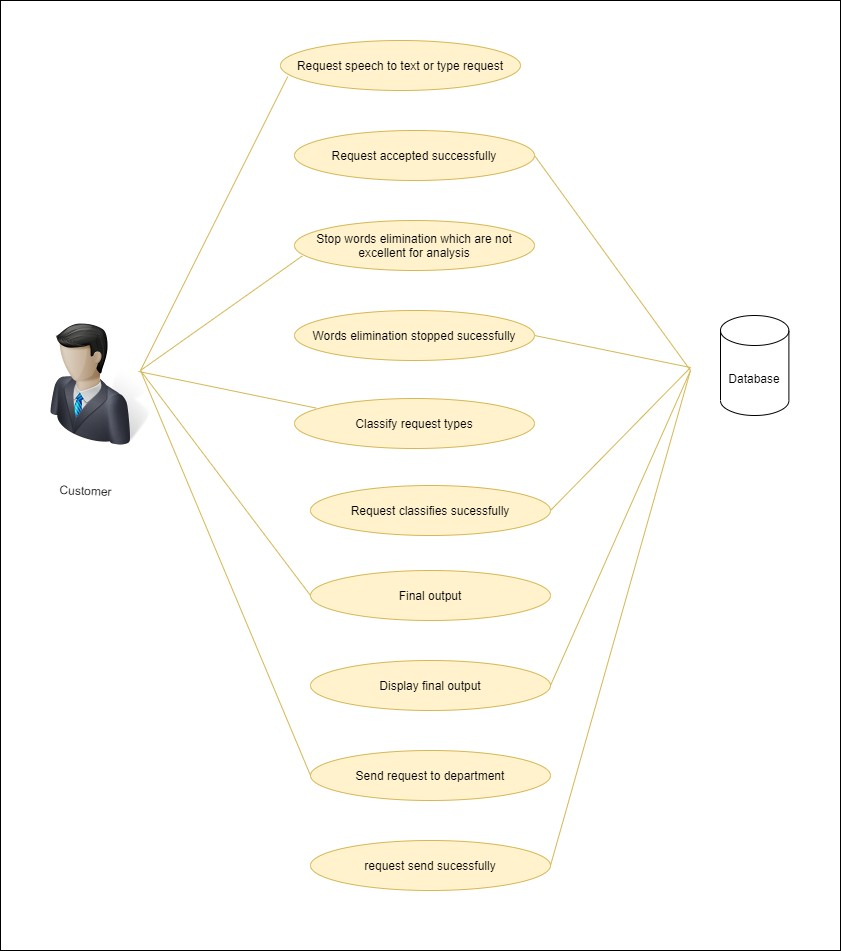 Request speech to text or type request
Request accepted successfully
Stop words elimination which are not
excellent for analysis
Words elimination stopped sucessfully
Database
Classify request types
Customer
Request classifies sucessfully
Final output
Display final output
Send request to department
request send sucessfully